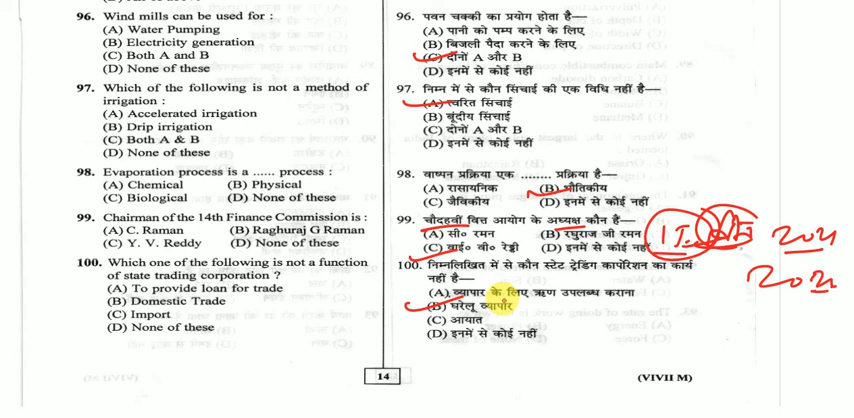 96. Wind mills can be used for :
(A) Water Pumping
(B) Electricity generation
(C) Both A and B
(D) None of these
97. Which of the following is not a method of
irrigation :
(A) Accelerated irrigation
(B) Drip irrigation
(C) Both A & B
(D) None of these
98. Evaporation process is a ...... process :
(A) Chemical (B) Physical
(C) Biological (D) None of these
99. Chairman of the 14th Finance Commission is :
(A) C. Raman (B) Raghuraj G Raman
(C) Y. V. Reddy (D) None of these
100. Which one of the following is not a function
of state trading corporation ?
(A) To provide loan for trade
(B) Domestic Trade
(C) Import
(D) None of these
96. पवन चक्की का प्रयोग होता है—
(A) पानी को पम्प करने के लिए
(B) बिजली पैदा करने के लिए
(C) दोनों A और B
(D) इनमें से कोई नहीं
97. निम्न में से कौन सिंचाई की एक विधि नहीं है—
(A) त्वरित सिंचाई
(B) बूंदीय सिंचाई
(C) दोनों A और B
(D) इनमें से कोई नहीं
98. वाष्पन प्रक्रिया एक ........ प्रक्रिया है—
(A) रासायनिक (B) भौतिकीय
(C) जैविकीय (D) इनमें से कोई नहीं
99. चौदहवीं वित्त आयोग के अध्यक्ष कौन है—
(A) सी० रमन (B) रघुराज जी रमन
(C) वाई० वी० रेड्डी (D) इनमें से कोई नहीं
2021
2021
100. निम्नलिखित में से कौन स्टेट ट्रेडिंग कार्पोरेशन का कार्य
नहीं है—
(A) व्यापार के लिए ऋण उपलब्ध कराना
(B) घरेलू व्यापार
(C) आयात
(D) इनमें से कोई नहीं
14
(VIVII M)